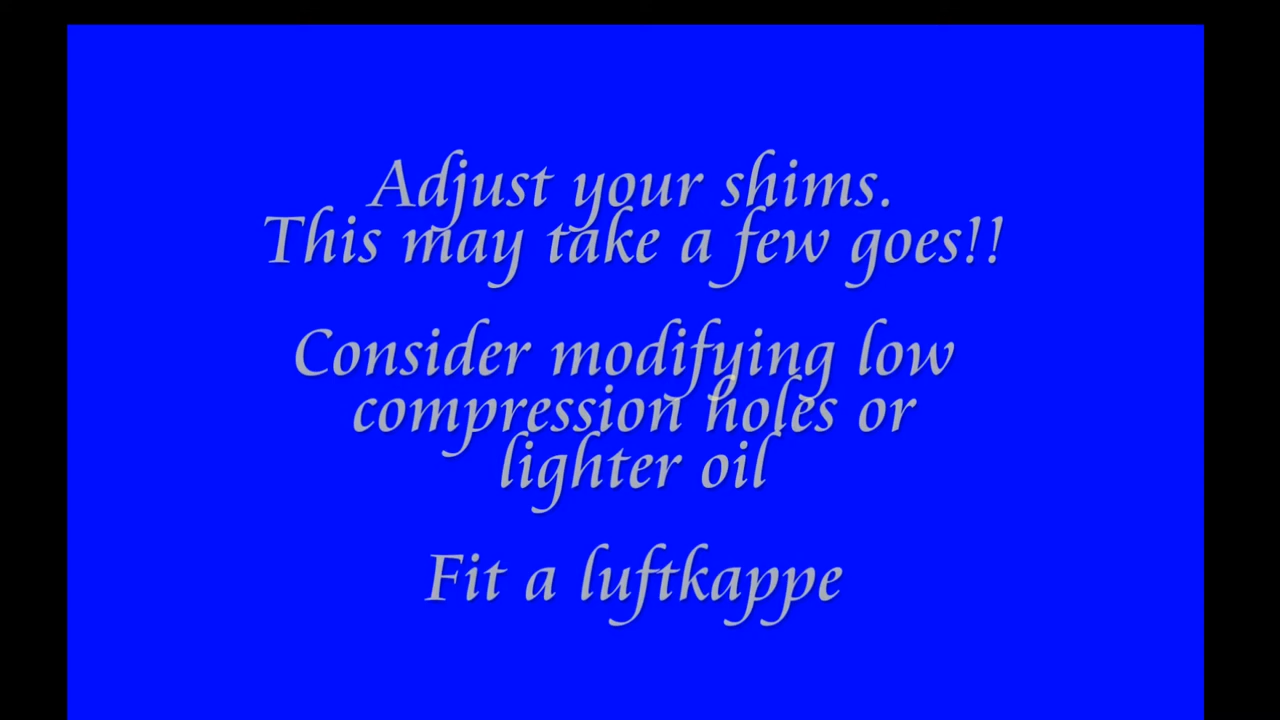 Adjust your shims.
This may take a few goes!!
Consider modifying low
compression holes or
lighter oil
Fit a luftkappe